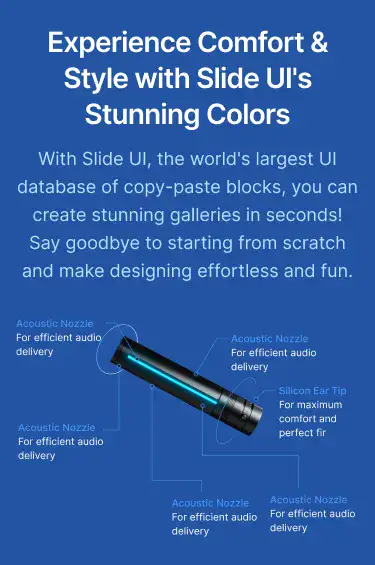 Experience Comfort &
Style with Slide UI's
Stunning Colors
With Slide UI, the world's largest UI
database of copy-paste blocks, you can
create stunning galleries in seconds!
Say goodbye to starting from scratch
and make designing effortless and fun.
Acoustic Nozzle
For efficient audio
delivery
Acoustic Nozzle
For efficient audio
delivery
Silicon Ear Tip
For maximum
comfort and
perfect fir
Acoustic Nozzle
For efficient audio
delivery
Acoustic Nozzle
For efficient audio
delivery
Acoustic Nozzle
For efficient audio
delivery